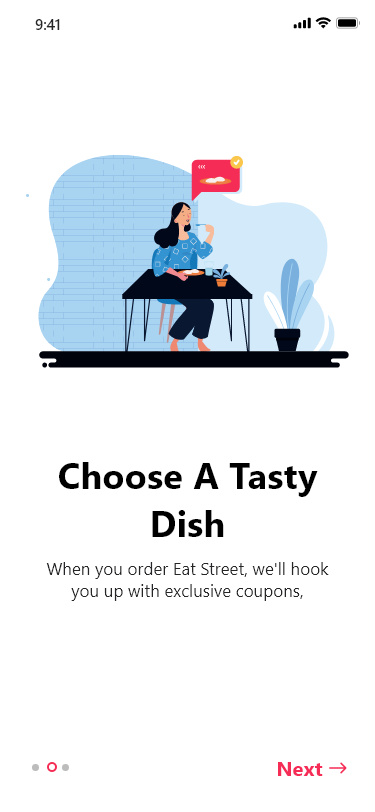 9:41
Choose A Tasty
Dish
When you order Eat Street, we'll hook
you up with exclusive coupons,
Next →